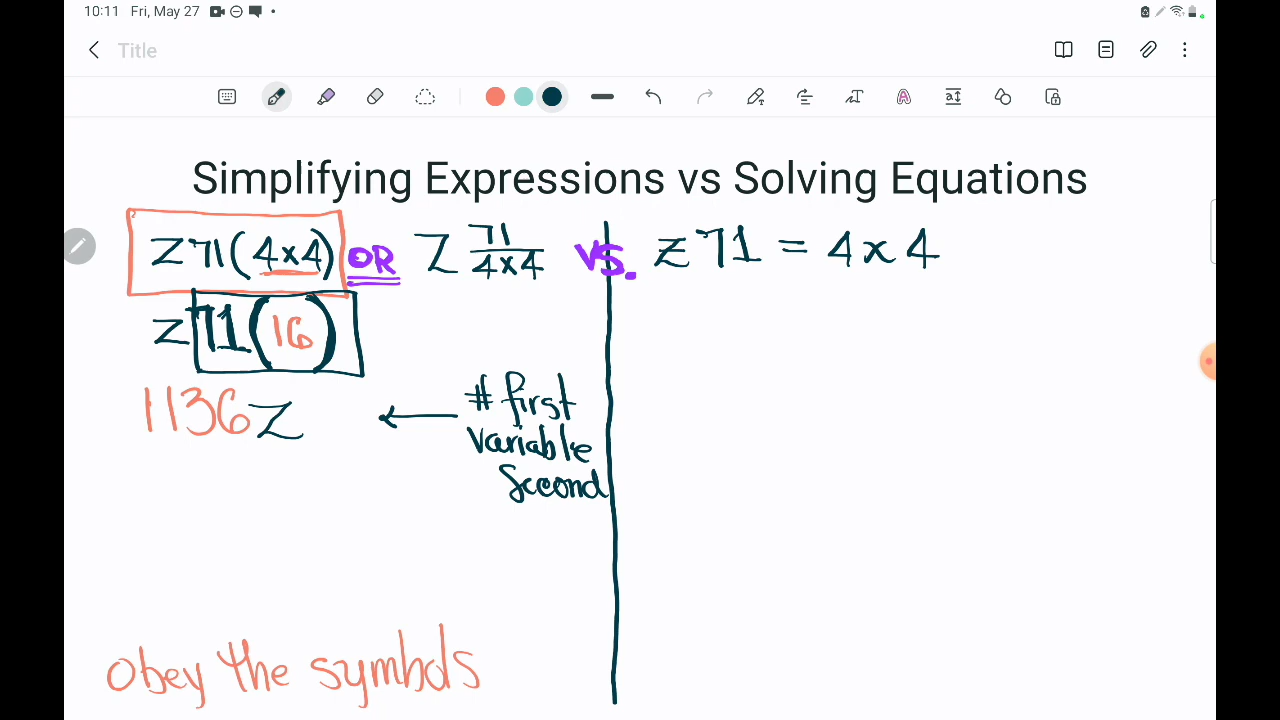 10:11 Fri, May 27
Title
Simplifying Expressions vs Solving Equations
z71(4x4) OR z 71/4x4 vs. z71 = 4x4
z71(16)
1136z
# first
variable
second
obey the symbols